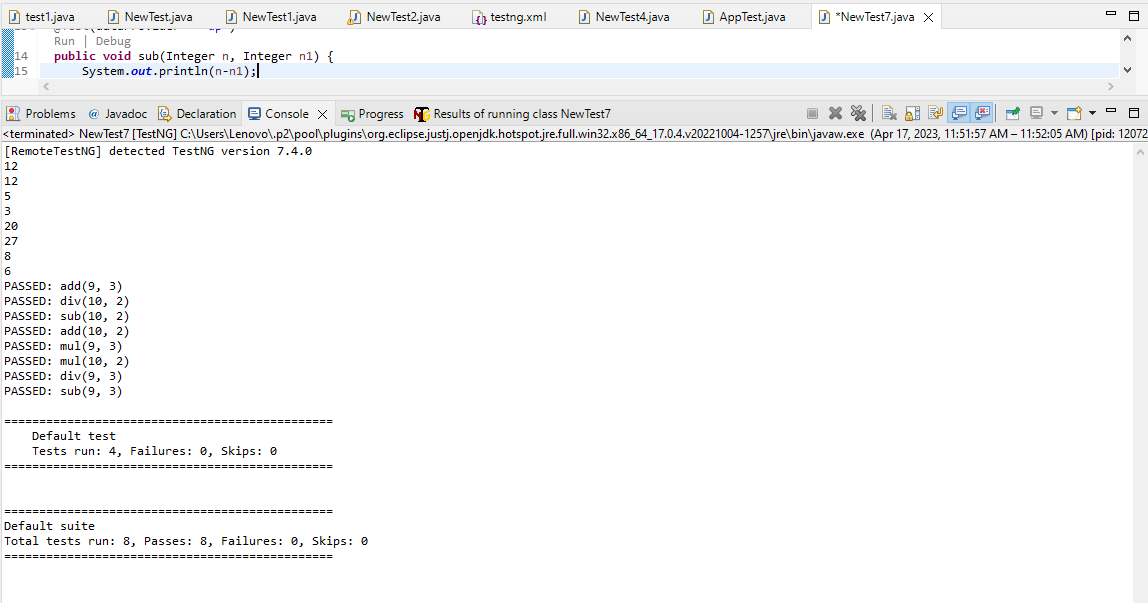 test1.java NewTest.java NewTest1.java NewTest2.java testng.xml NewTest4.java AppTest.java *NewTest7.java
Run | Debug
14 public void sub(Integer n, Integer n1) {
15 System.out.println(n-n1);
Problems @ Javadoc Declaration Console Progress Results of running class NewTest7
<terminated> NewTest7 [TestNG] C:\Users\Lenovo\.p2\pool\plugins\org.eclipse.justj.openjdk.hotspot.jre.full.win32.x86_64_17.0.4.v20221004-1257\jre\bin\javaw.exe (Apr 17, 2023, 11:51:57 AM – 11:52:05 AM) [pid: 12072
[RemoteTestNG] detected TestNG version 7.4.0
12
12
5
3
20
27
8
6
PASSED: add(9, 3)
PASSED: div(10, 2)
PASSED: sub(10, 2)
PASSED: add(10, 2)
PASSED: mul(9, 3)
PASSED: mul(10, 2)
PASSED: div(9, 3)
PASSED: sub(9, 3)
===============================================
Default test
Tests run: 4, Failures: 0, Skips: 0
===============================================
===============================================
Default suite
Total tests run: 8, Passes: 8, Failures: 0, Skips: 0
===============================================